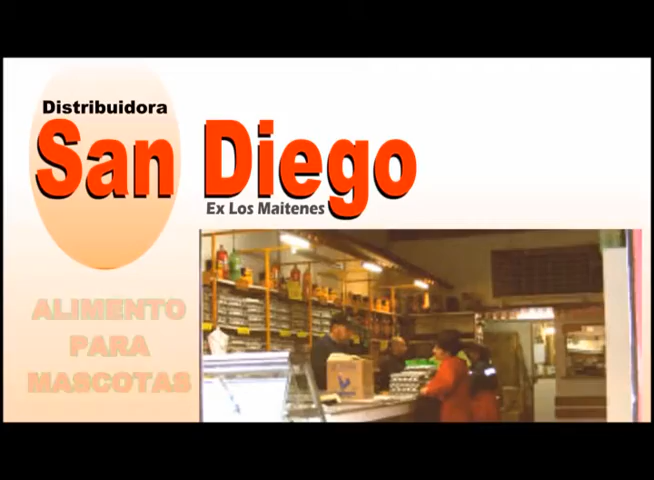 Distribuidora
San Diego
Ex Los Maitenes
ALIMENTO
PARA
MASCOTAS